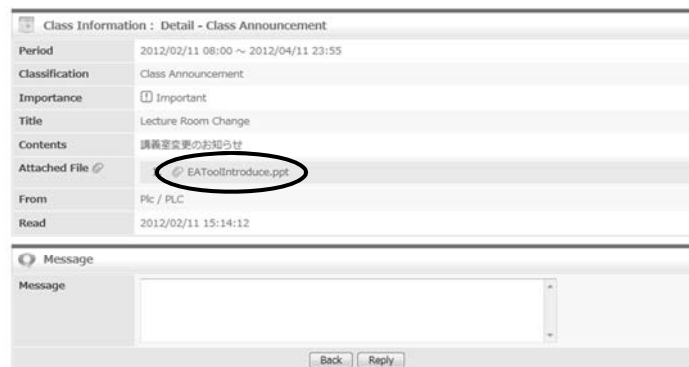 Class Information : Detail - Class Announcement
Period 2012/02/11 08:00 ～ 2012/04/11 23:55
Classification Class Announcement
Importance Important
Title Lecture Room Change
Contents 講義室変更のお知らせ
Attached File EAToolIntroduce.ppt
From Plc / PLC
Read 2012/02/11 15:14:12
Message
Message
Back Reply